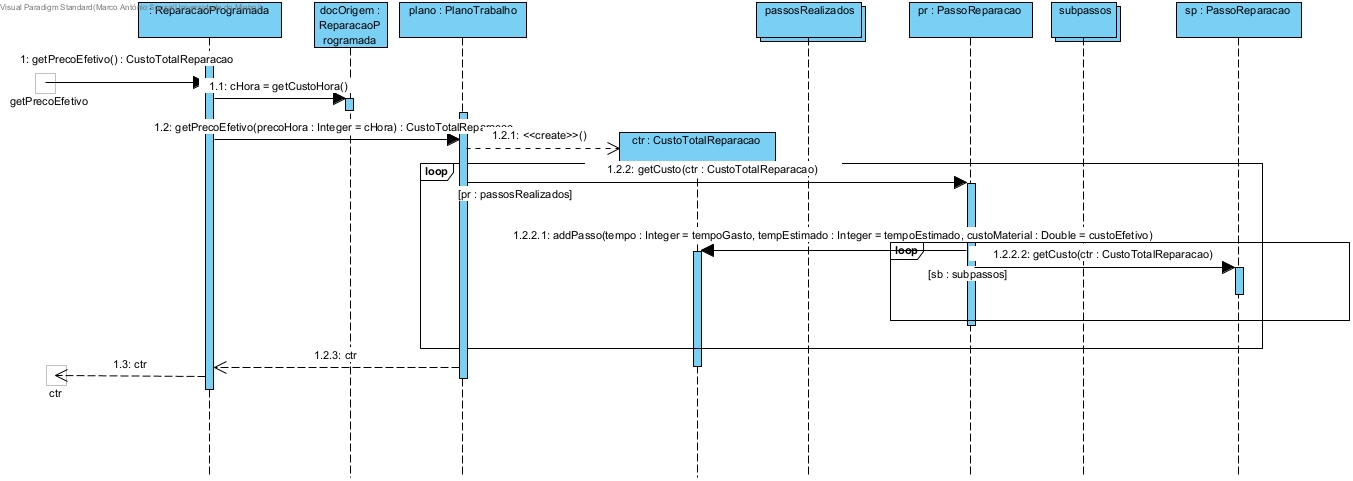 Visual Paradigm Standard(Marco António
: ReparacaoProgramada
docOrigem :
ReparacaoP
rogramada
plano : PlanoTrabalho
passosRealizados
pr : PassoReparacao
subpassos
sp : PassoReparacao
1: getPrecoEfetivo() : CustoTotalReparacao
getPrecoEfetivo
1.1: cHora = getCustoHora()
1.2: getPrecoEfetivo(precoHora : Integer = cHora) : CustoTotalReparacao
1.2.1: <<create>>()
ctr : CustoTotalReparacao
loop
1.2.2: getCusto(ctr : CustoTotalReparacao)
[pr : passosRealizados]
1.2.2.1: addPasso(tempo : Integer = tempoGasto, tempEstimado : Integer = tempoEstimado, custoMaterial : Double = custoEfetivo)
loop
1.2.2.2: getCusto(ctr : CustoTotalReparacao)
[sb : subpassos]
1.2.3: ctr
1.3: ctr
ctr